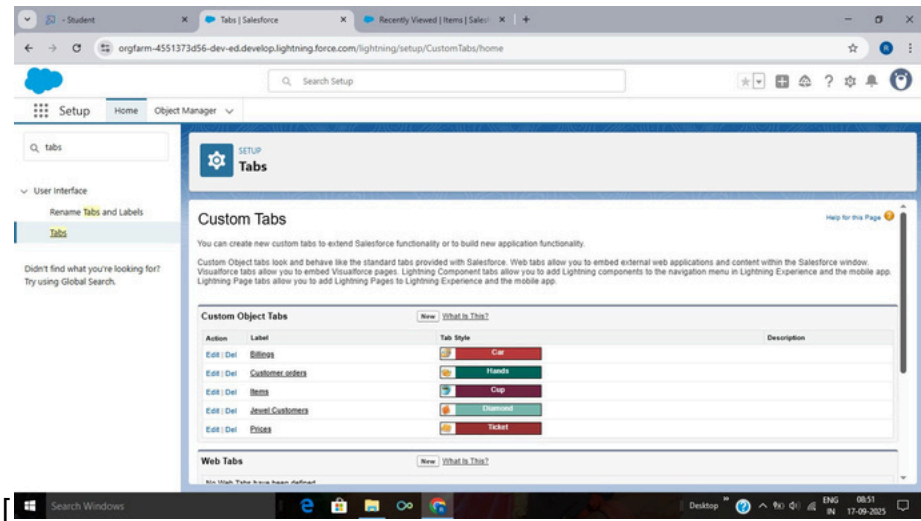 - Student
Tabs | Salesforce
Recently Viewed | Items | Sales
orgfarm-4551373d56-dev-ed.develop.lightning.force.com/lightning/setup/CustomTabs/home
Search Setup
Setup
Home
Object Manager
tabs
User Interface
Rename Tabs and Labels
Tabs
Didn't find what you're looking for?
Try using Global Search.
SETUP
Tabs
Custom Tabs
Help for this Page
You can create new custom tabs to extend Salesforce functionality or to build new application functionality.
Custom Object tabs look and behave like the standard tabs provided with Salesforce. Web tabs allow you to embed external web applications and content within the Salesforce window.
Visualforce tabs allow you to embed Visualforce pages. Lightning Component tabs allow you to add Lightning components to the navigation menu in Lightning Experience and the mobile app.
Lightning Page tabs allow you to add Lightning Pages to Lightning Experience and the mobile app.
Custom Object Tabs New What Is This?
Action Label Tab Style Description
Edit | Del Billings Car
Edit | Del Customer orders Hands
Edit | Del Items Cup
Edit | Del Jewel Customers Diamond
Edit | Del Prices Ticket
Web Tabs New What Is This?
No Web Tabs have been defined
[
Search Windows
Desktop
ENG
IN
08:51
17-09-2025